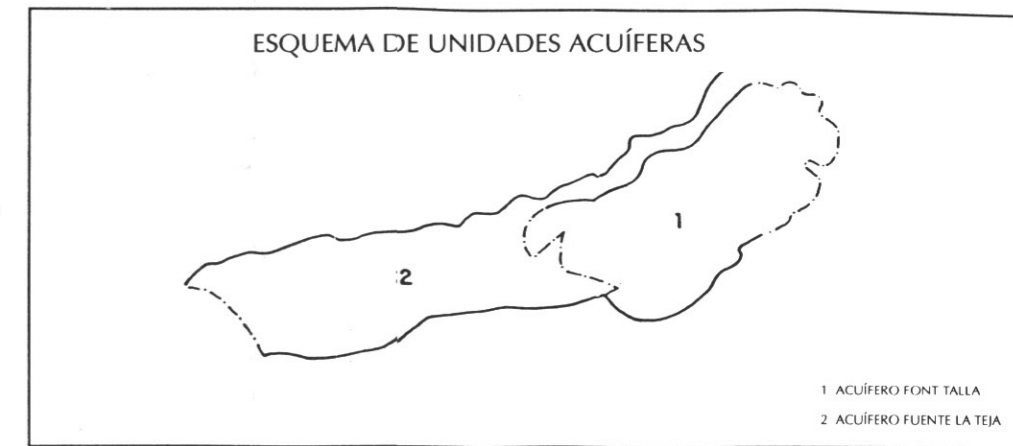 ESQUEMA DE UNIDADES ACUÍFERAS
1
2
1 ACUÍFERO FONT TALLA
2 ACUÍFERO FUENTE LA TEJA